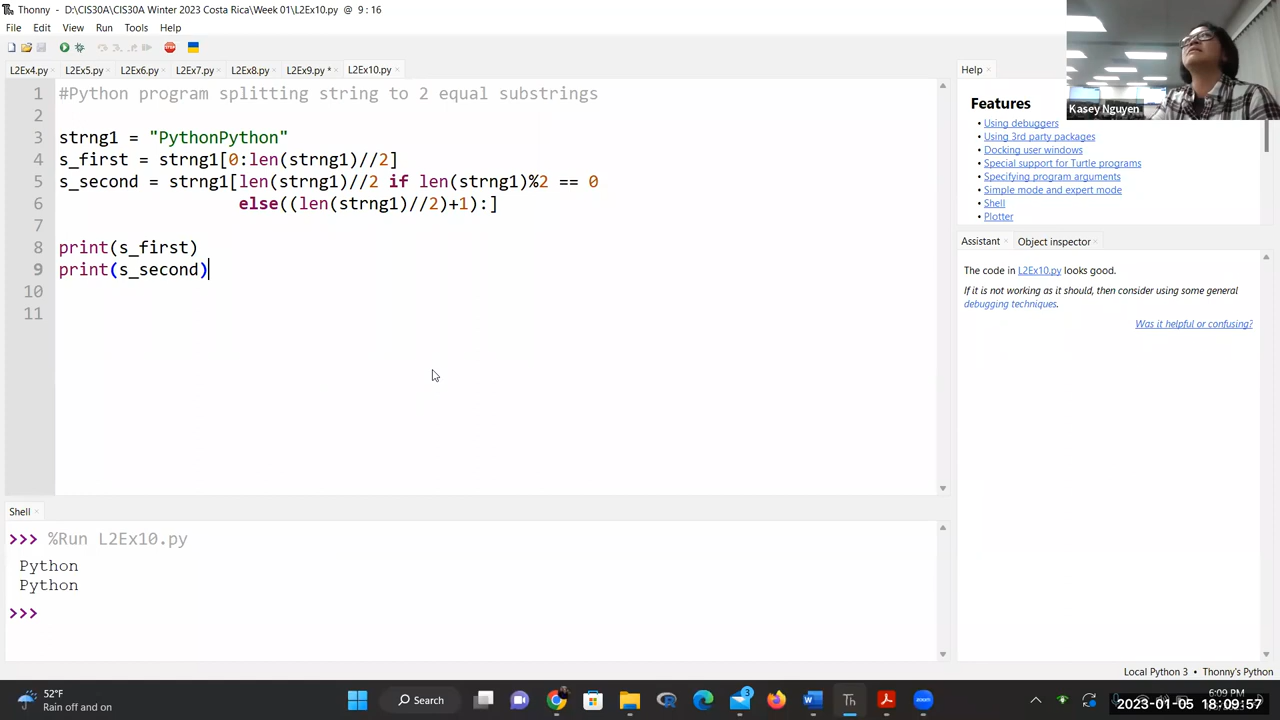 Thonny - D:\CIS30A\CIS30A Winter 2023 Costa Rica\Week 01\L2Ex10.py @ 9 : 16
File Edit View Run Tools Help
L2Ex4.py L2Ex5.py L2Ex6.py L2Ex7.py L2Ex8.py L2Ex9.py * L2Ex10.py
1 #Python program splitting string to 2 equal substrings
2
3 strng1 = "PythonPython"
4 s_first = strng1[0:len(strng1)//2]
5 s_second = strng1[len(strng1)//2 if len(strng1)%2 == 0
6 else((len(strng1)//2)+1):]
7
8 print(s_first)
9 print(s_second)
10
11
Shell
>>> %Run L2Ex10.py
Python
Python
>>>
Help
Features
• Using debuggers
• Using 3rd party packages
• Docking user windows
• Special support for Turtle programs
• Specifying program arguments
• Simple mode and expert mode
• Shell
• Plotter
Kasey Nguyen
Assistant Object inspector
The code in L2Ex10.py looks good.
If it is not working as it should, then consider using some general
debugging techniques.
Was it helpful or confusing?
Local Python 3 • Thonny's Python
52°F
Rain off and on
Search
3
Th
zoom
6:09 PM
2023-01-05 18:09:57